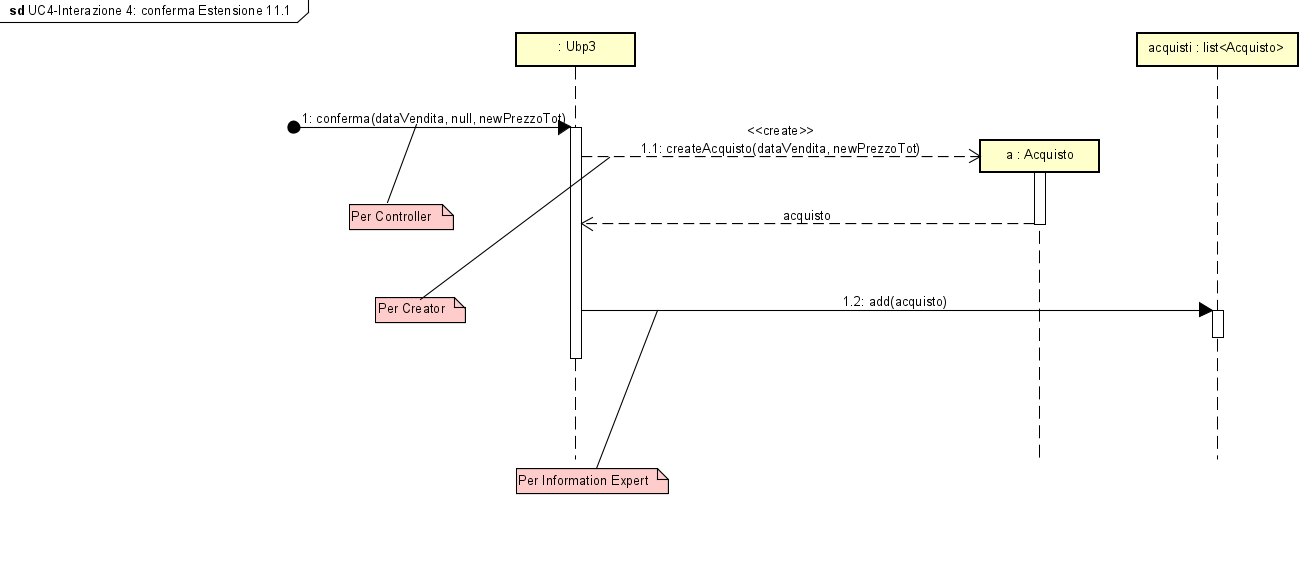 sd UC4-Interazione 4: conferma Estensione 11.1
: Ubp3
acquisti : list<Acquisto>
1: conferma(dataVendita, null, newPrezzoTot)
<<create>>
1.1: createAcquisto(dataVendita, newPrezzoTot)
a : Acquisto
Per Controller
acquisto
Per Creator
1.2: add(acquisto)
Per Information Expert